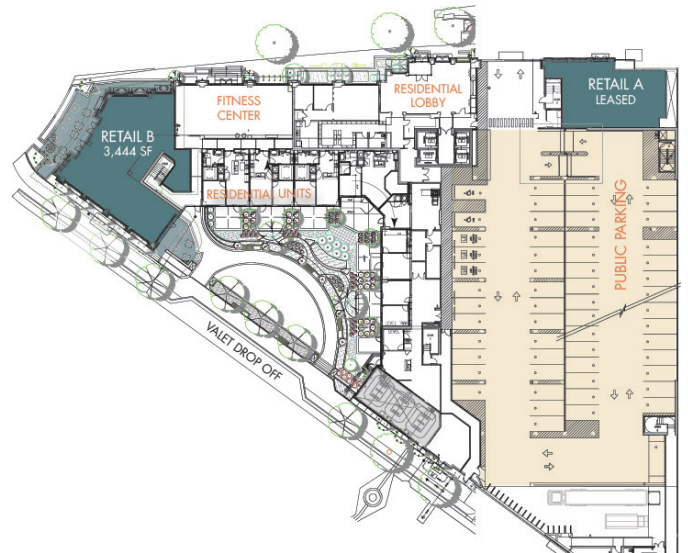 RETAIL A
LEASED
FITNESS
CENTER
RESIDENTIAL
LOBBY
RETAIL B
3,444 SF
RESIDENTIAL UNITS
PUBLIC PARKING
VALET DROP OFF